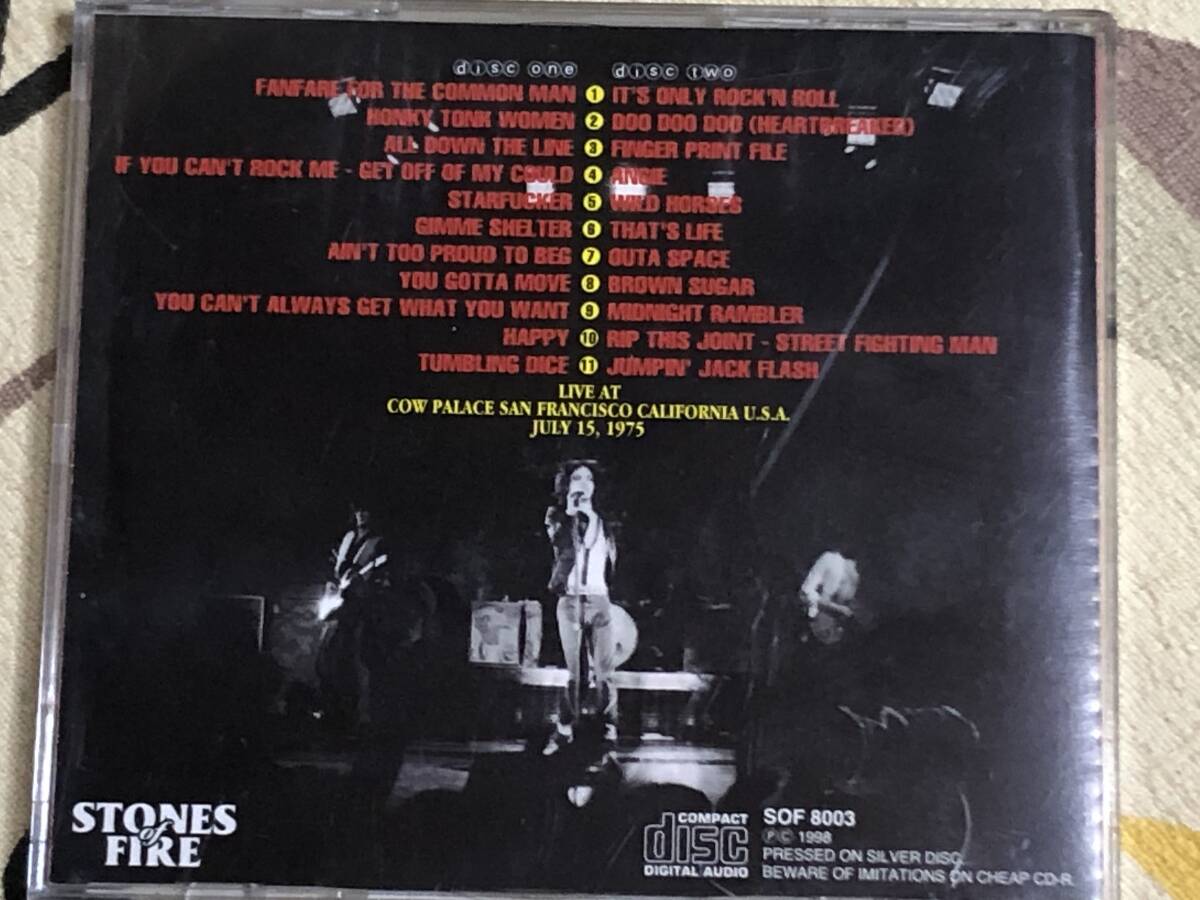 disc one disc two
FANFARE FOR THE COMMON MAN 1 IT'S ONLY ROCK'N ROLL
HONKY TONK WOMEN 2 DOO DOO DOO (HEARTBREAKER)
ALL DOWN THE LINE 3 FINGER PRINT FILE
IF YOU CAN'T ROCK ME - GET OFF OF MY COULD 4 ANGIE
STARFUCKER 5 WILD HORSES
GIMME SHELTER 6 THAT'S LIFE
AIN'T TOO PROUD TO BEG 7 OUTA SPACE
YOU GOTTA MOVE 8 BROWN SUGAR
YOU CAN'T ALWAYS GET WHAT YOU WANT 9 MIDNIGHT RAMBLER
HAPPY 10 RIP THIS JOINT - STREET FIGHTING MAN
TUMBLING DICE 11 JUMPIN' JACK FLASH
LIVE AT
COW PALACE SAN FRANCISCO CALIFORNIA U.S.A.
JULY 15, 1975
STONES
of
FIRE
COMPACT
disc
DIGITAL AUDIO
SOF 8003
Ⓟ© 1998
PRESSED ON SILVER DISC.
BEWARE OF IMITATIONS ON CHEAP CD-R.